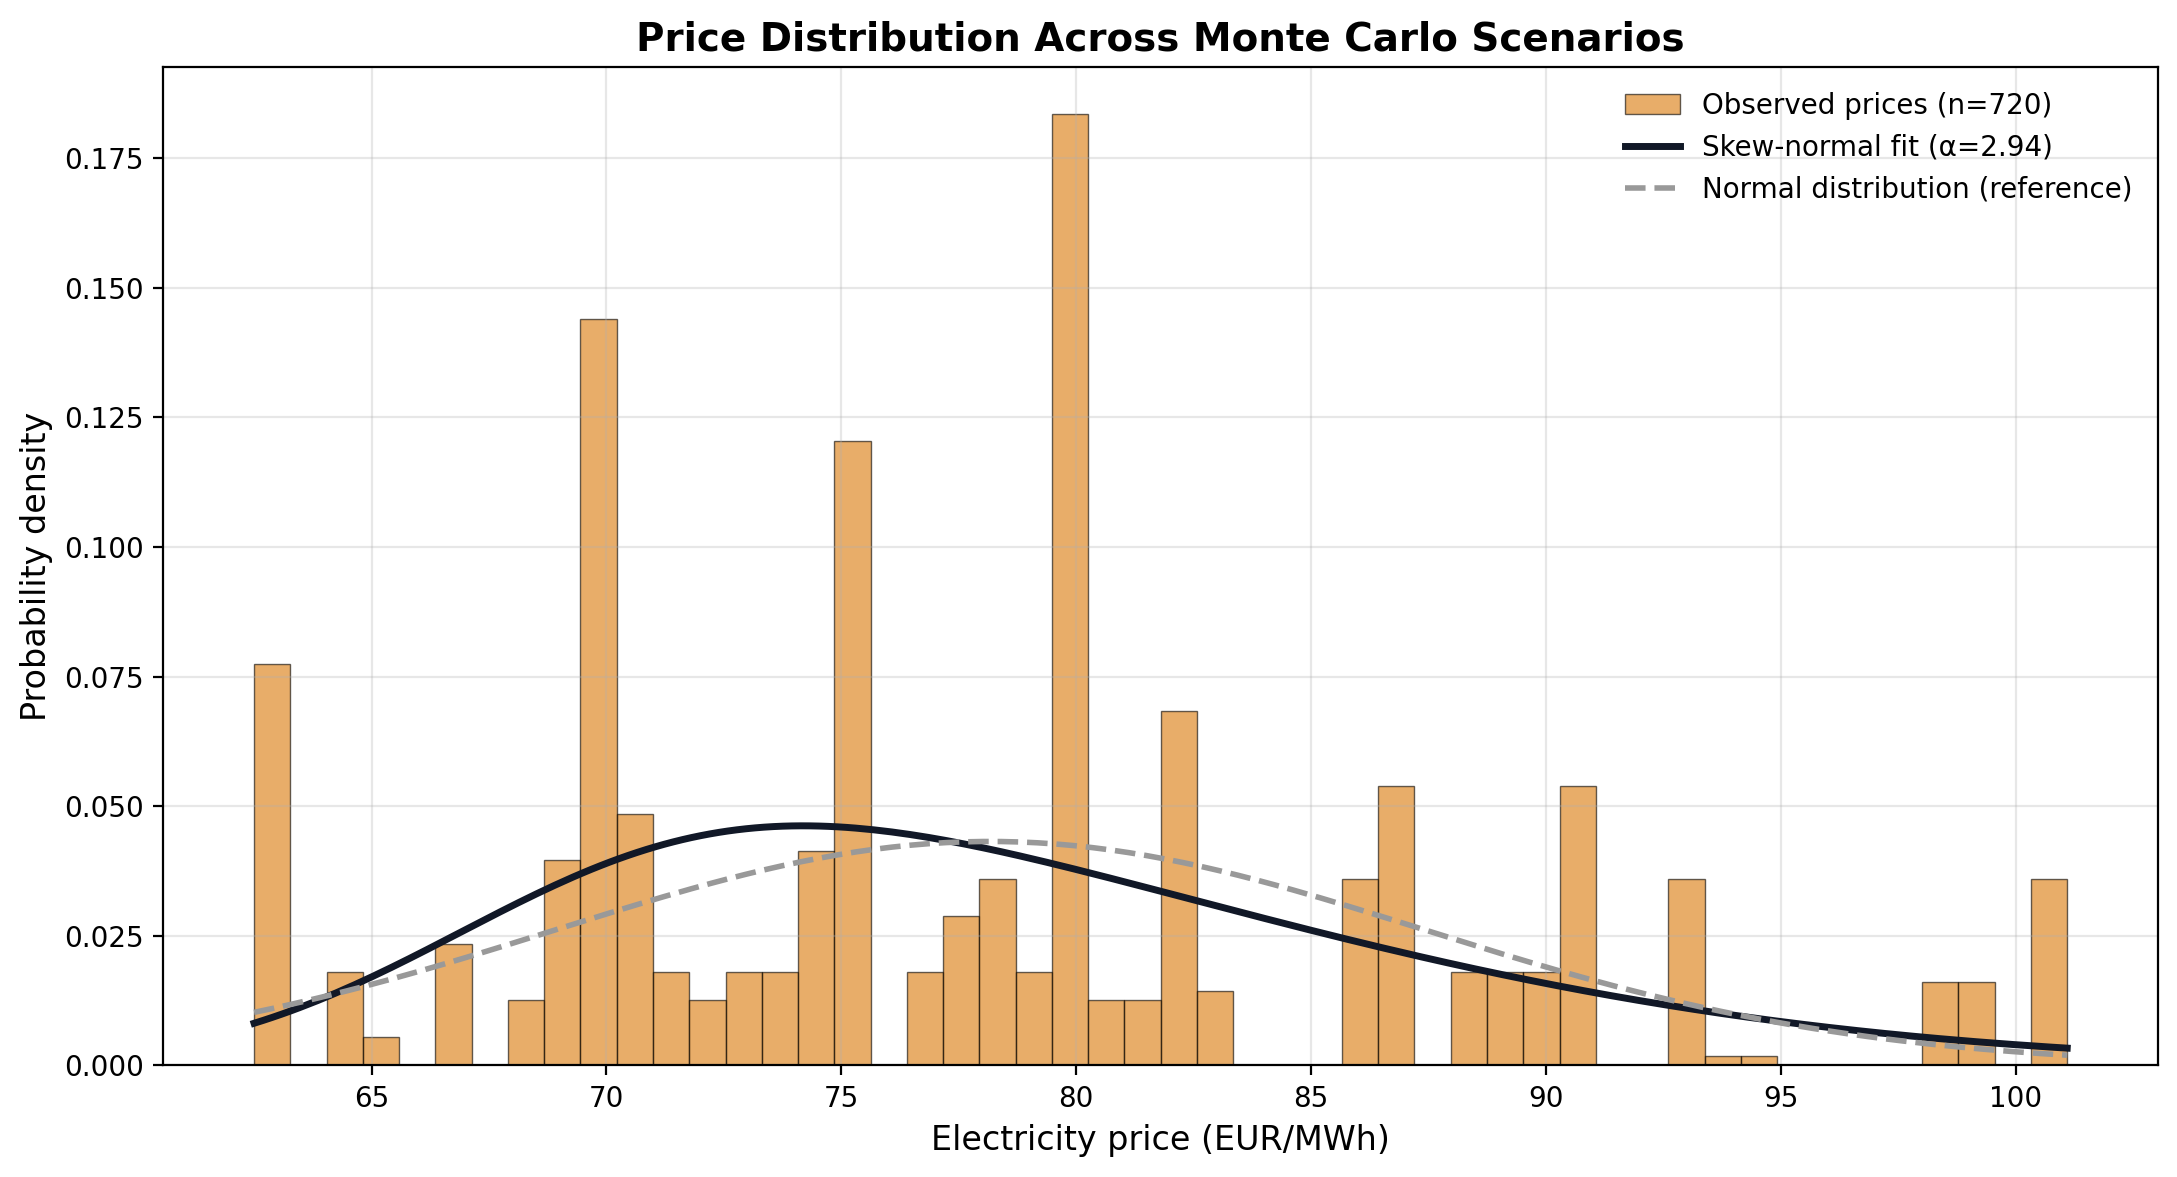 Price Distribution Across Monte Carlo Scenarios
Observed prices (n=720)
Skew-normal fit (α=2.94)
Normal distribution (reference)
Probability density
0.175
0.150
0.125
0.100
0.075
0.050
0.025
0.000
65 70 75 80 85 90 95 100
Electricity price (EUR/MWh)